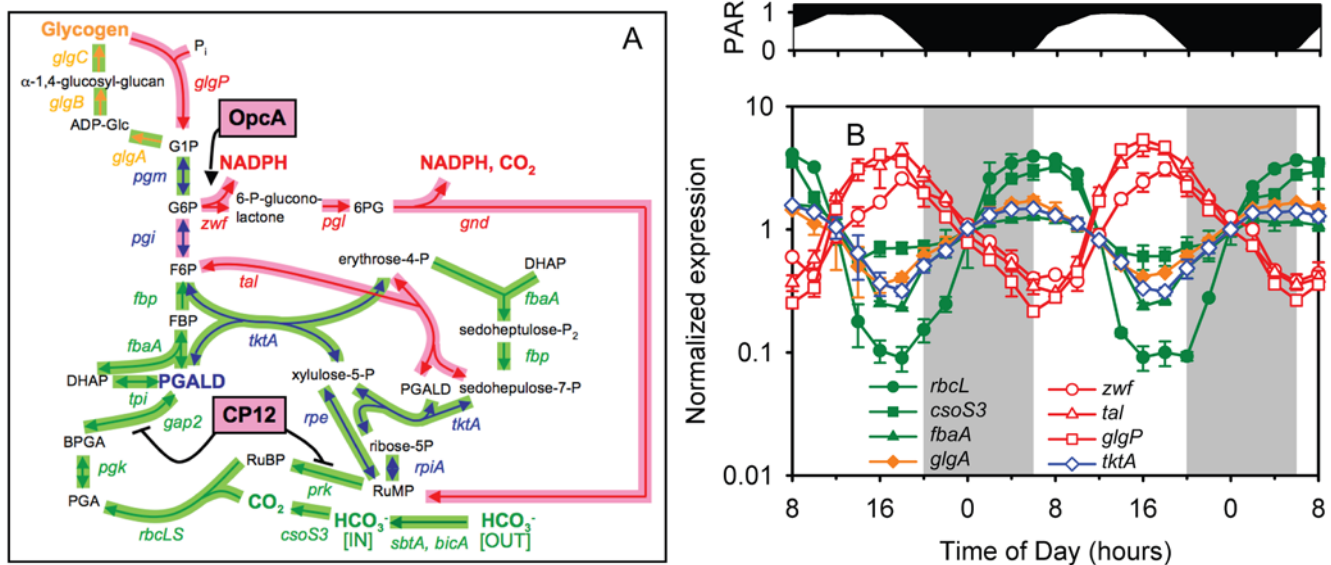 A
Glycogen
Pi
glgC
α-1,4-glucosyl-glucan
glgP
glgB
ADP-Glc
OpcA
glgA
G1P
NADPH
NADPH, CO2
pgm
G6P
6-P-glucono-
lactone
6PG
zwf
pgl
gnd
pgi
F6P
erythrose-4-P
DHAP
tal
fbp
fbaA
FBP
sedoheptulose-P2
fbaA
tktA
fbp
DHAP
PGALD
xylulose-5-P
PGALD
sedohepulose-7-P
tpi
CP12
gap2
rpe
tktA
BPGA
ribose-5P
pgk
RuBP
rpiA
prk
RuMP
PGA
CO2
HCO3-
HCO3-
rbcLS
csoS3
[IN]
sbtA, bicA
[OUT]
PAR
1
0
B
Normalized expression
10
1
0.1
0.01
rbcL
csoS3
fbaA
glgA
zwf
tal
glgP
tktA
8 16 0 8 16 0 8
Time of Day (hours)